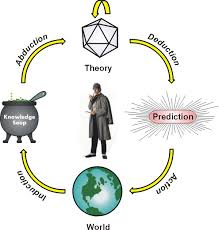 Abduction
Deduction
Theory
Knowledge
Soup
Prediction
Induction
Action
World